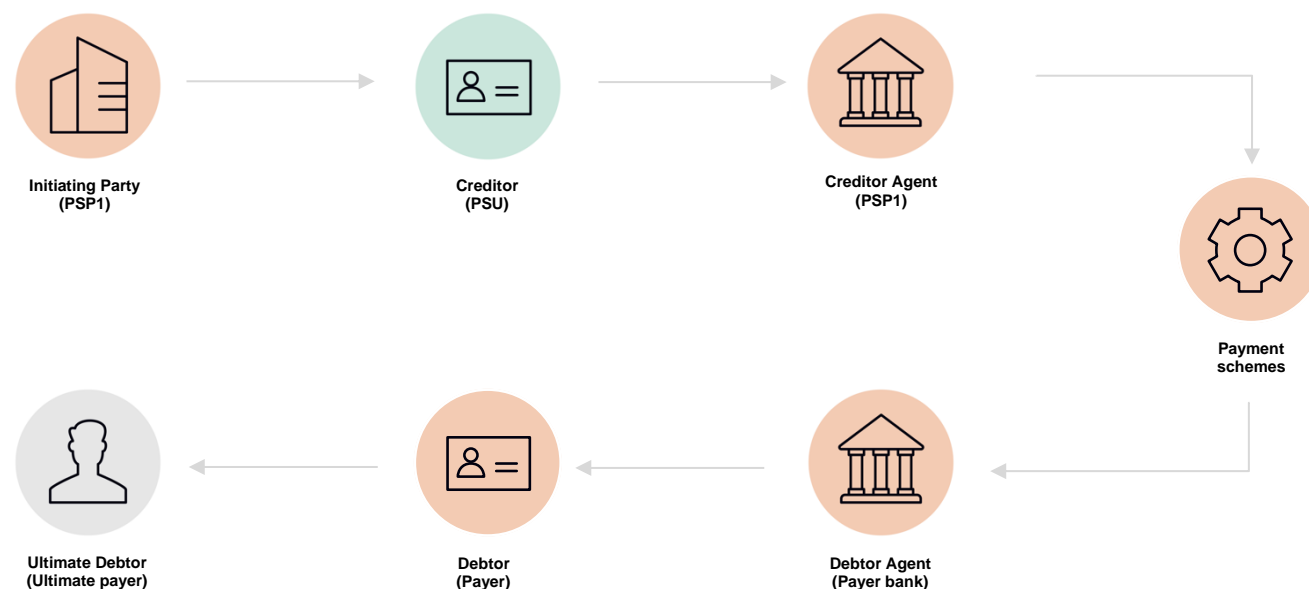 Initiating Party
(PSP1)
Creditor
(PSU)
Creditor Agent
(PSP1)
Payment
schemes
Ultimate Debtor
(Ultimate payer)
Debtor
(Payer)
Debtor Agent
(Payer bank)